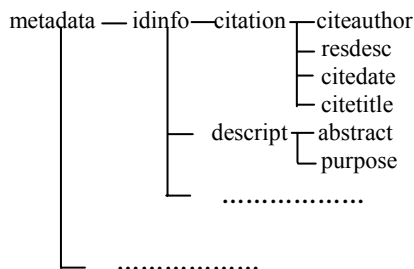 metadata idinfo citation citeauthor
resdesc
citedate
citetitle
descript abstract
purpose
………………
………………